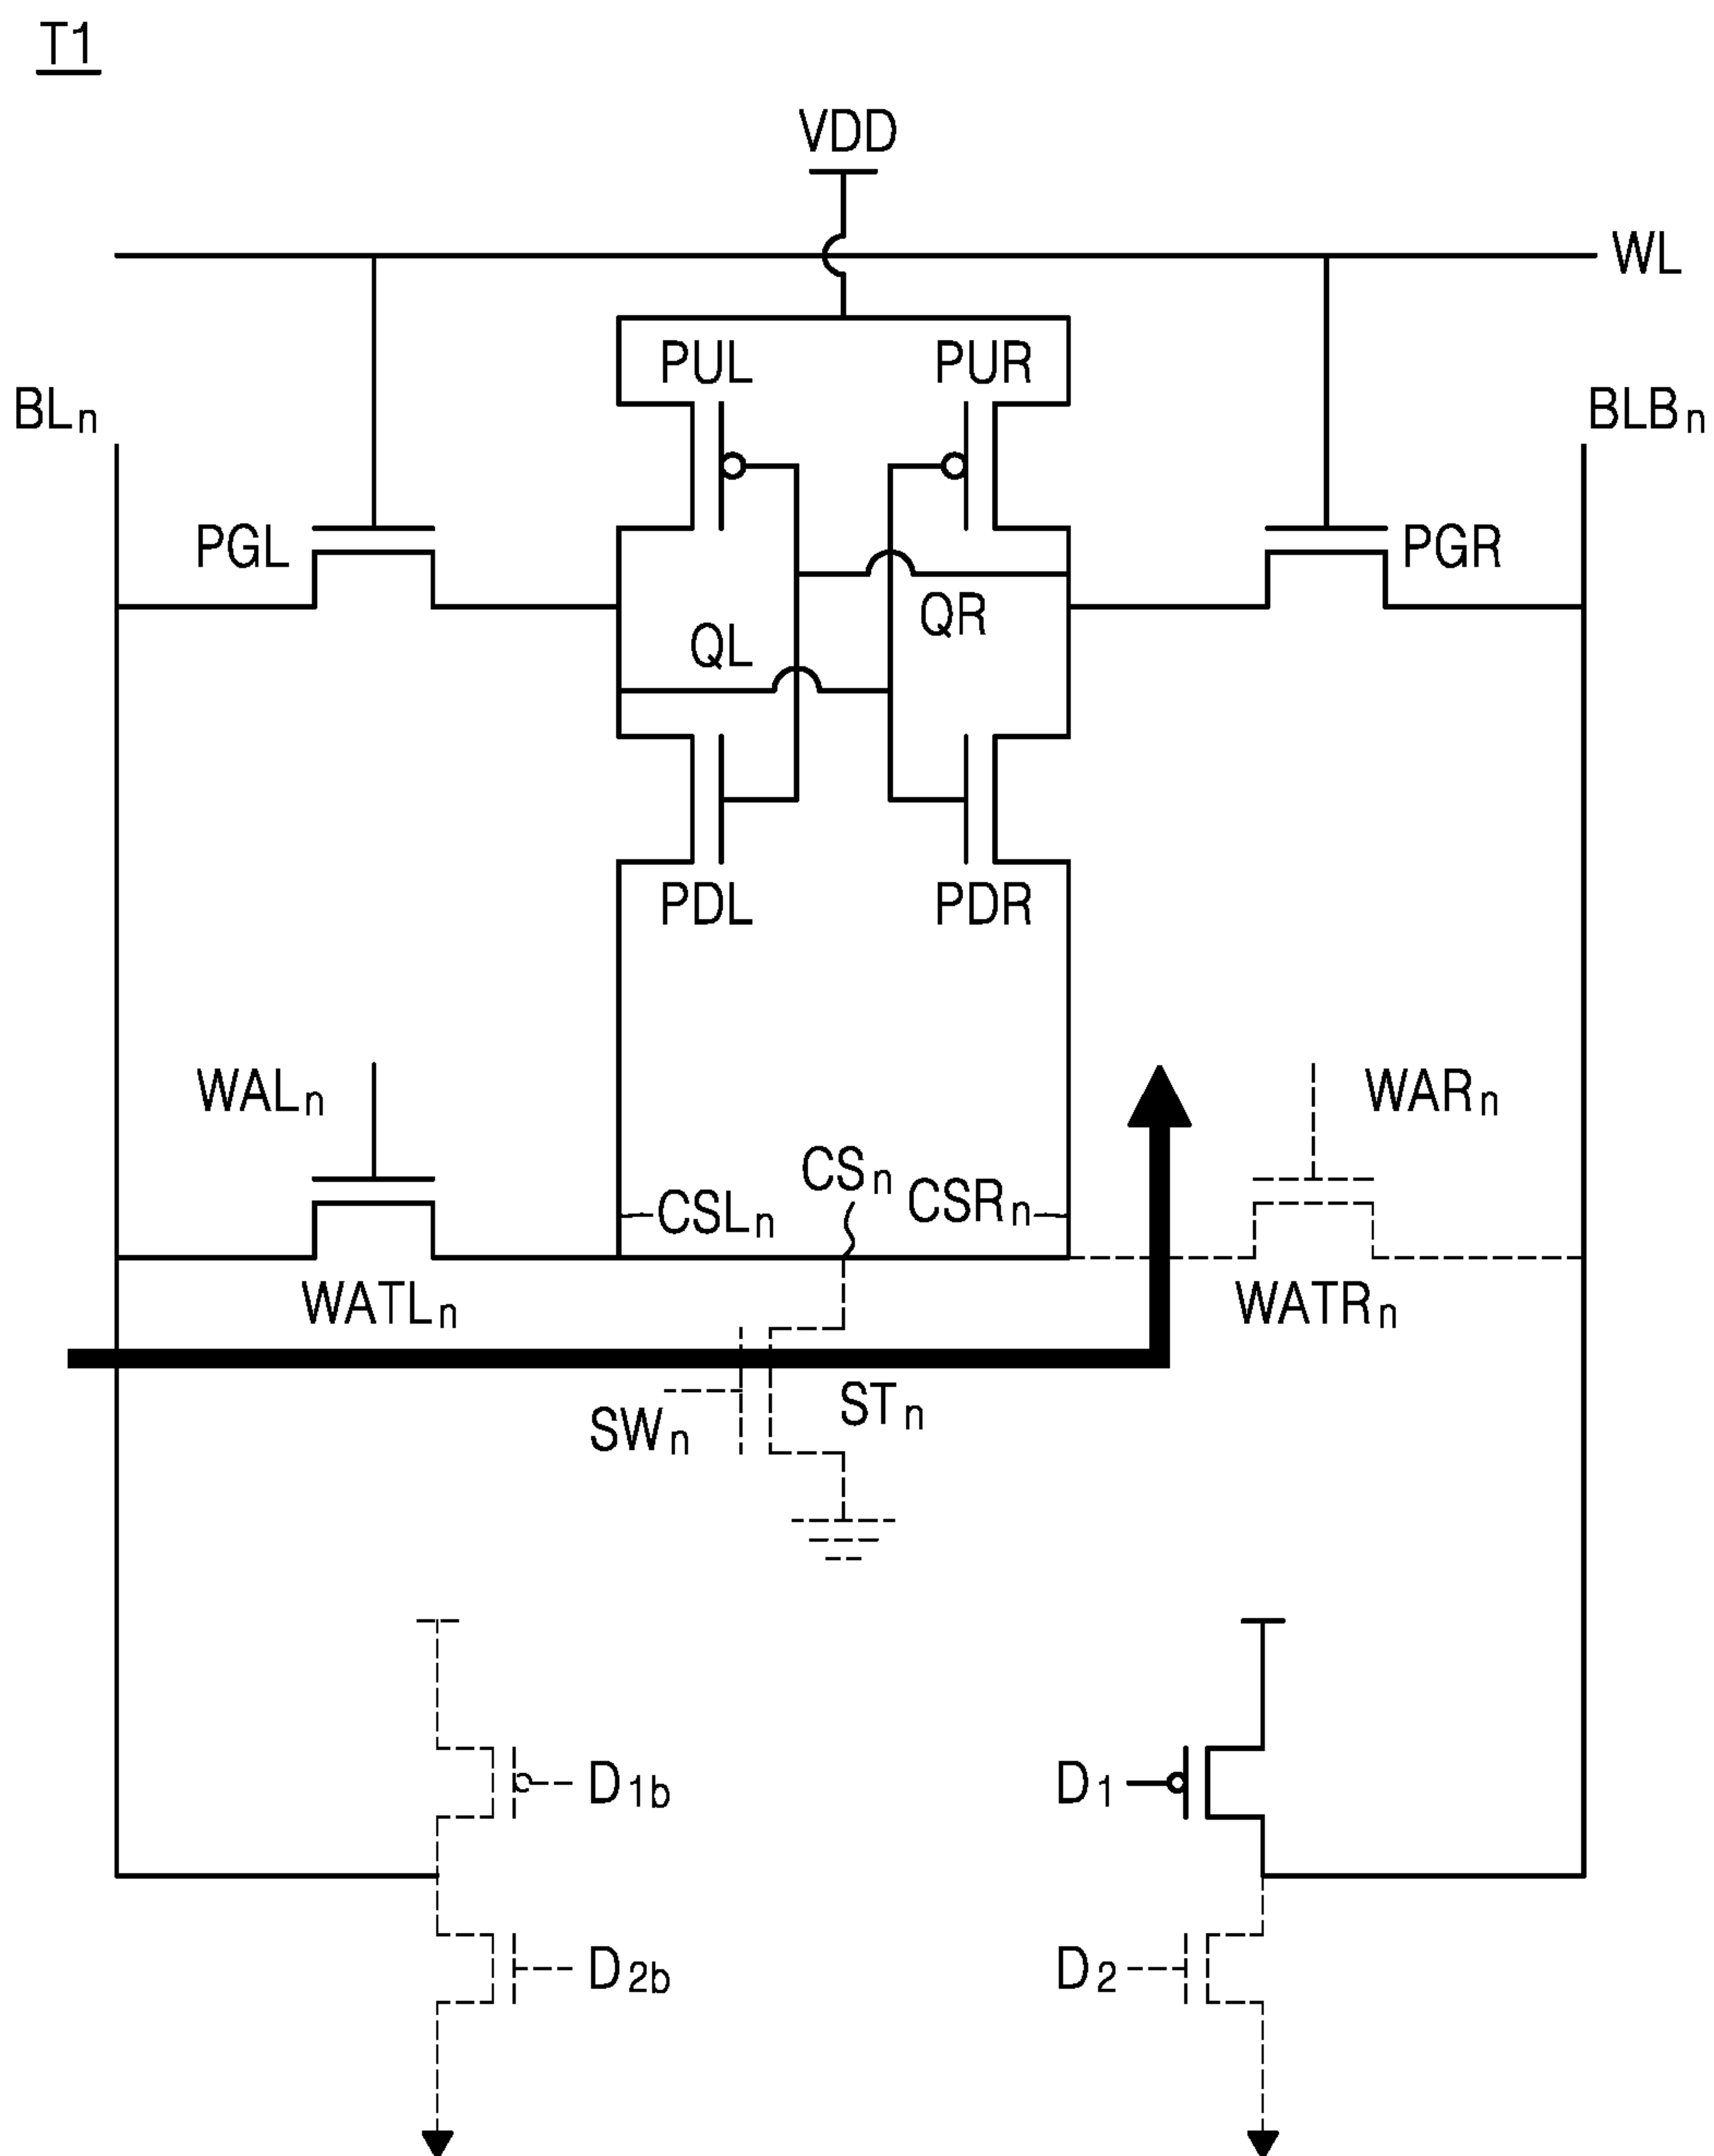 T1
VDD
WL
PUL PUR
BLn BLBn
PGL PGR
QL QR
PDL PDR
WALn WARn
CSn
CSLn CSRn
WATLn WATRn
STn
SWn
D1b D1
D2b D2